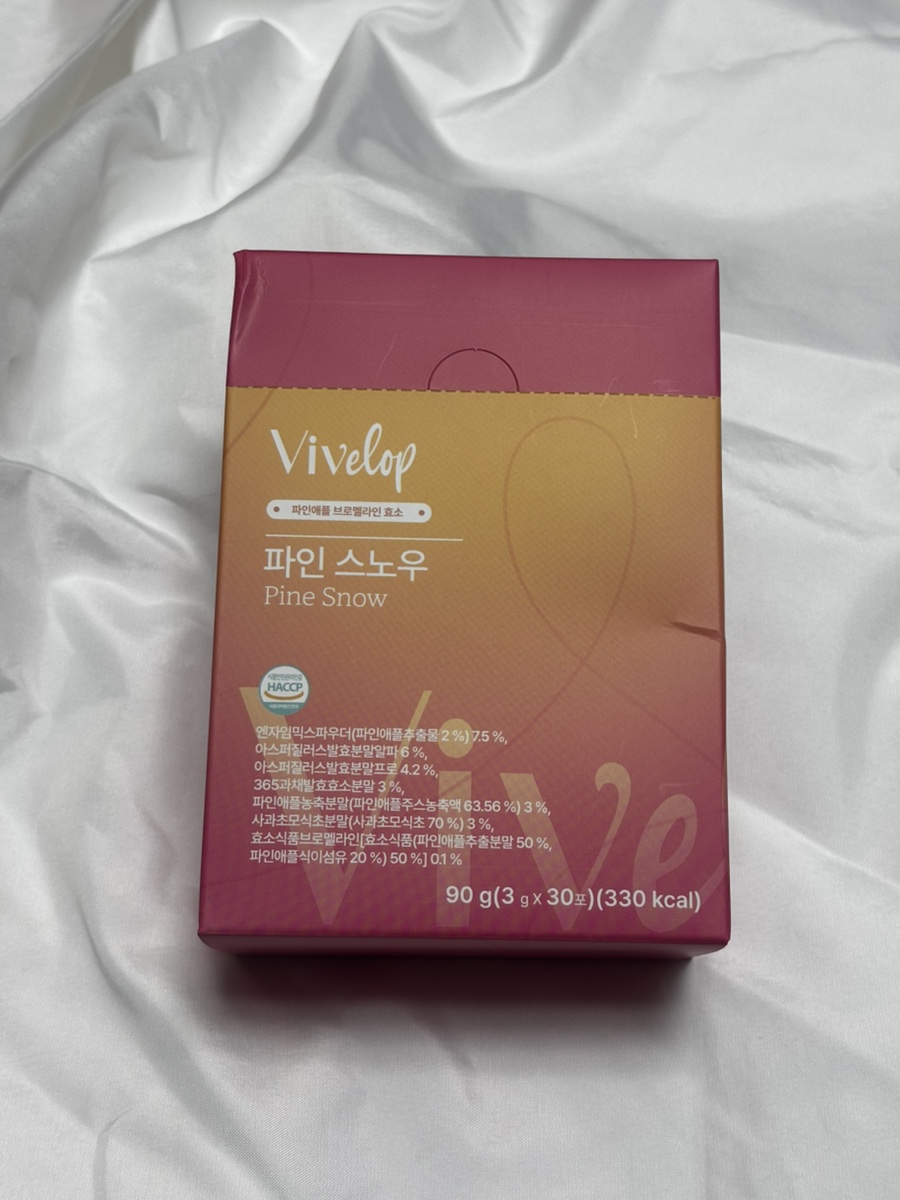 Vivelop
파인애플 브로멜라인 효소
파인 스노우
Pine Snow
식품안전관리인증
HACCP
엔자임믹스파우더(파인애플추출물 2 %) 7.5 %,
아스퍼질러스발효분말알파 6 %,
아스퍼질러스발효분말프로 4.2 %,
365과채발효효소분말 3 %,
파인애플농축분말(파인애플주스농축액 63.56 %) 3 %,
사과초모식초분말(사과초모식초 70 %) 3 %,
효소식품브로멜라인[효소식품(파인애플추출분말 50 %,
파인애플식이섬유 20 %) 50 %] 0.1 %
90 g(3 g X 30포)(330 kcal)
Vive